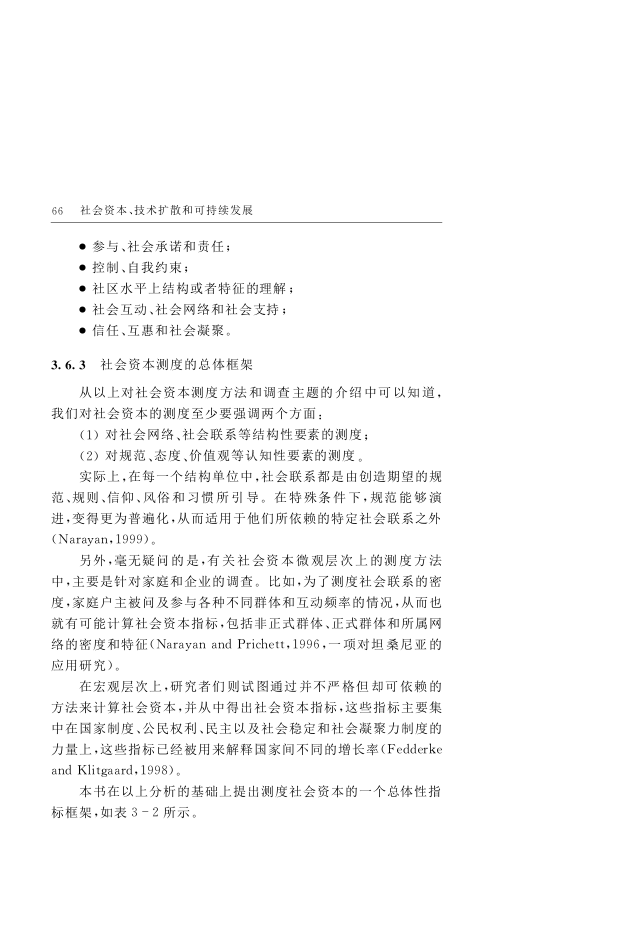 66 社会资本、技术扩散和可持续发展
● 参与、社会承诺和责任;
● 控制、自我约束;
● 社区水平上结构或者特征的理解;
● 社会互动、社会网络和社会支持;
● 信任、互惠和社会凝聚。
3. 6. 3 社会资本测度的总体框架
从以上对社会资本测度方法和调查主题的介绍中可以知道,
我们对社会资本的测度至少要强调两个方面:
(1) 对社会网络、社会联系等结构性要素的测度;
(2) 对规范、态度、价值观等认知性要素的测度。
实际上,在每一个结构单位中,社会联系都是由创造期望的规
范、规则、信仰、风俗和习惯所引导。在特殊条件下,规范能够演
进,变得更为普遍化,从而适用于他们所依赖的特定社会联系之外
(Narayan,1999)。
另外,毫无疑问的是,有关社会资本微观层次上的测度方法
中,主要是针对家庭和企业的调查。比如,为了测度社会联系的密
度,家庭户主被问及参与各种不同群体和互动频率的情况,从而也
就有可能计算社会资本指标,包括非正式群体、正式群体和所属网
络的密度和特征(Narayan and Prichett,1996,一项对坦桑尼亚的
应用研究)。
在宏观层次上,研究者们则试图通过并不严格但却可依赖的
方法来计算社会资本,并从中得出社会资本指标,这些指标主要集
中在国家制度、公民权利、民主以及社会稳定和社会凝聚力制度的
力量上,这些指标已经被用来解释国家间不同的增长率(Fedderke
and Klitgaard,1998)。
本书在以上分析的基础上提出测度社会资本的一个总体性指
标框架,如表 3-2 所示。